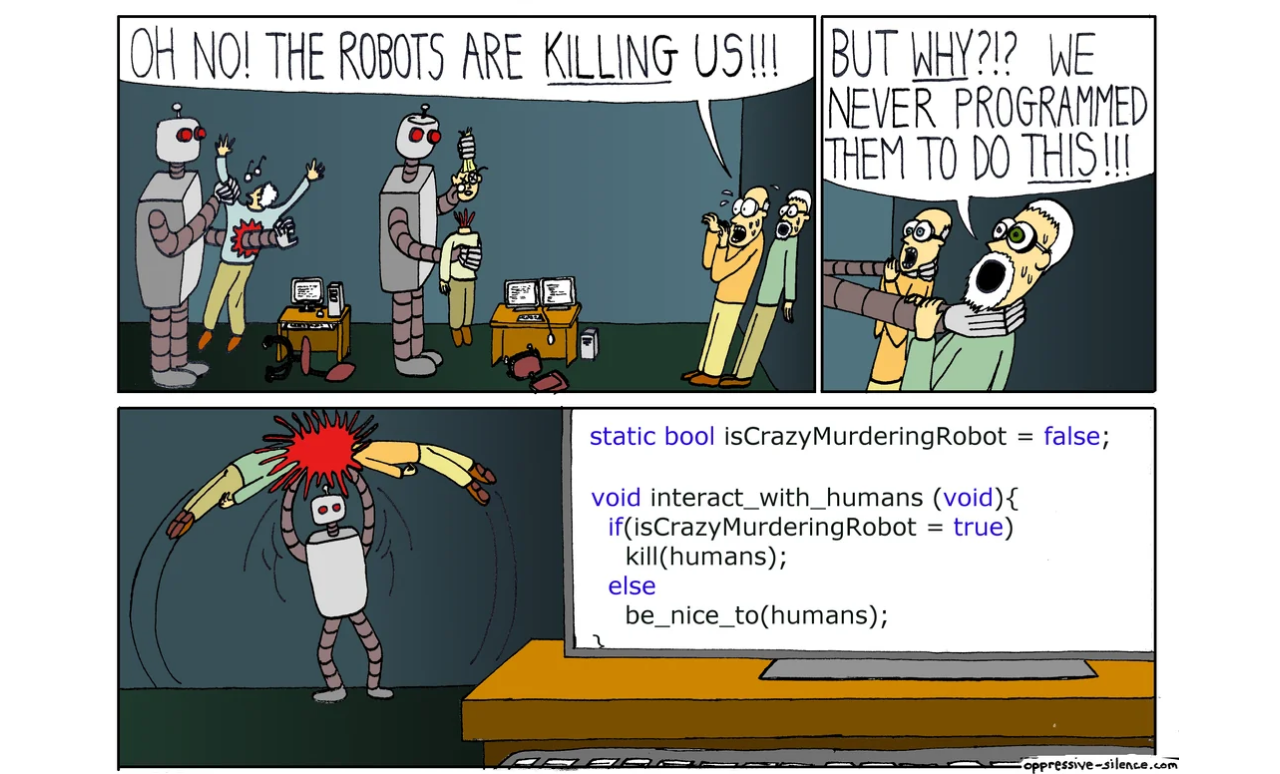 OH NO! THE ROBOTS ARE KILLING US!!!
BUT WHY?!? WE
NEVER PROGRAMMED
THEM TO DO THIS!!!
static bool isCrazyMurderingRobot = false;
void interact_with_humans (void){
if(isCrazyMurderingRobot = true)
kill(humans);
else
be_nice_to(humans);
}
oppressive-silence.com